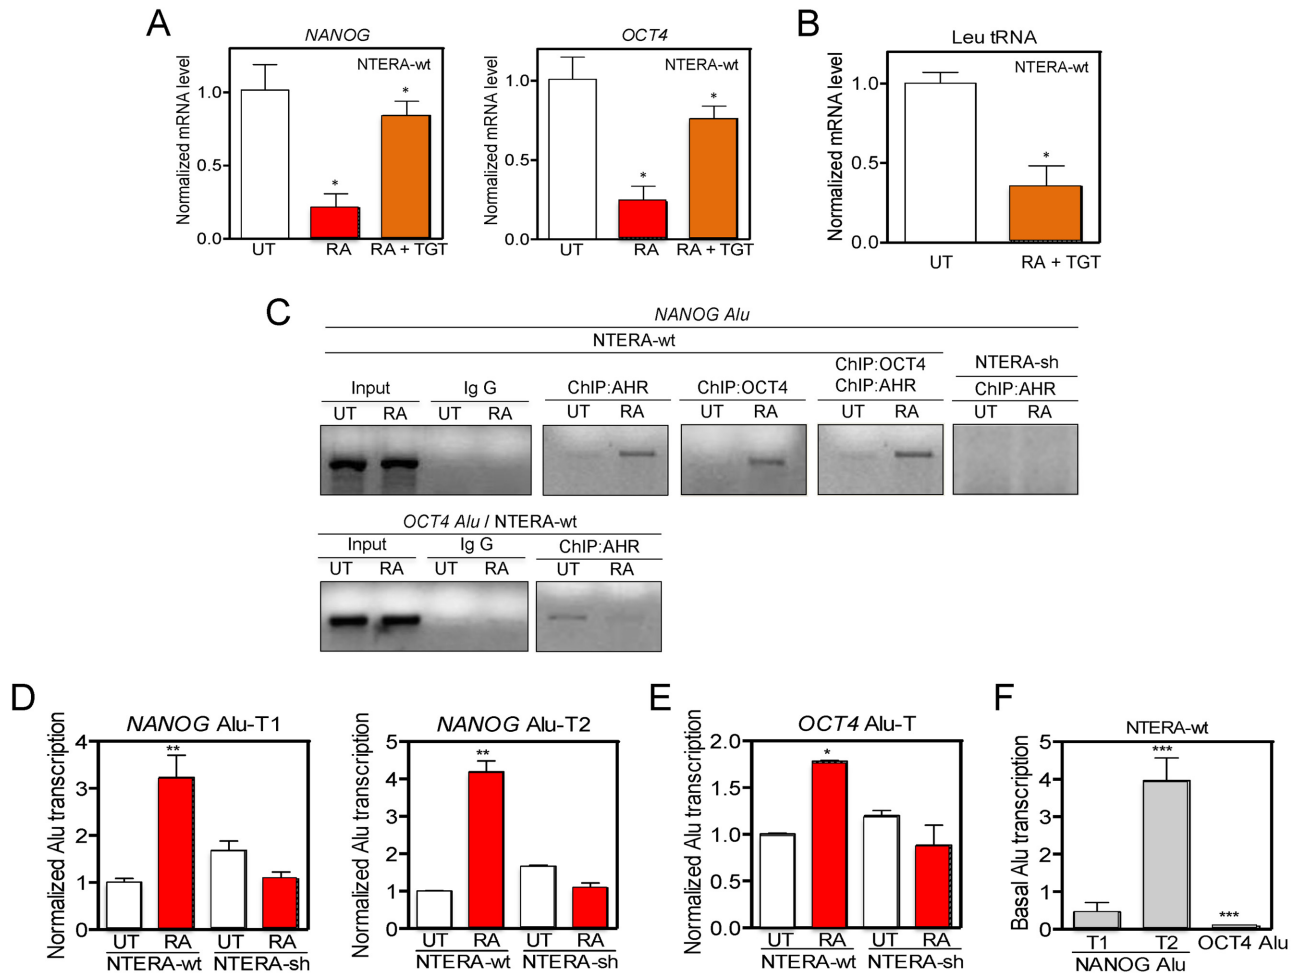 A
NANOG
Normalized mRNA level
NTERA-wt
1.0
0.5
0.0
*
*
UT RA RA + TGT
OCT4
Normalized mRNA level
NTERA-wt
1.0
0.5
0.0
*
*
UT RA RA + TGT
B
Leu tRNA
Normalized mRNA level
NTERA-wt
1.0
0.5
0.0
*
UT RA + TGT
C
NANOG Alu
NTERA-wt
NTERA-sh
Input
Ig G
ChIP:AHR
ChIP:OCT4
ChIP:OCT4
ChIP:AHR
ChIP:AHR
UT RA UT RA UT RA UT RA UT RA UT RA
OCT4 Alu / NTERA-wt
Input Ig G ChIP:AHR
UT RA UT RA UT RA
D
NANOG Alu-T1
Normalized Alu transcription
4
3
2
1
0
**
UT RA UT RA
NTERA-wt NTERA-sh
NANOG Alu-T2
Normalized Alu transcription
5
4
3
2
1
0
**
UT RA UT RA
NTERA-wt NTERA-sh
E
OCT4 Alu-T
Normalized Alu transcription
2.0
1.5
1.0
0.5
0.0
*
UT RA UT RA
NTERA-wt NTERA-sh
F
NTERA-wt
Basal Alu transcription
5
4
3
2
1
0
***
***
T1 T2 OCT4 Alu
NANOG Alu